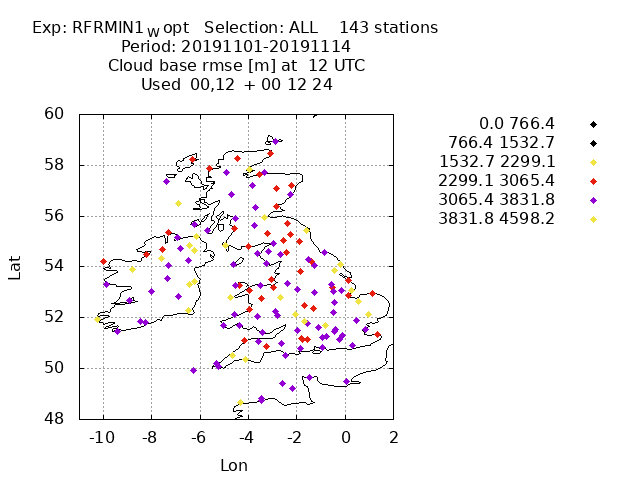 Exp: RFRMIN1_W opt   Selection: ALL    143 stations
Period: 20191101-20191114
Cloud base rmse [m] at  12 UTC
Used  00,12  + 00 12 24
60
58
56
54
52
50
48
Lat
-10 -8 -6 -4 -2 0 2
Lon
0.0 766.4
766.4 1532.7
1532.7 2299.1
2299.1 3065.4
3065.4 3831.8
3831.8 4598.2